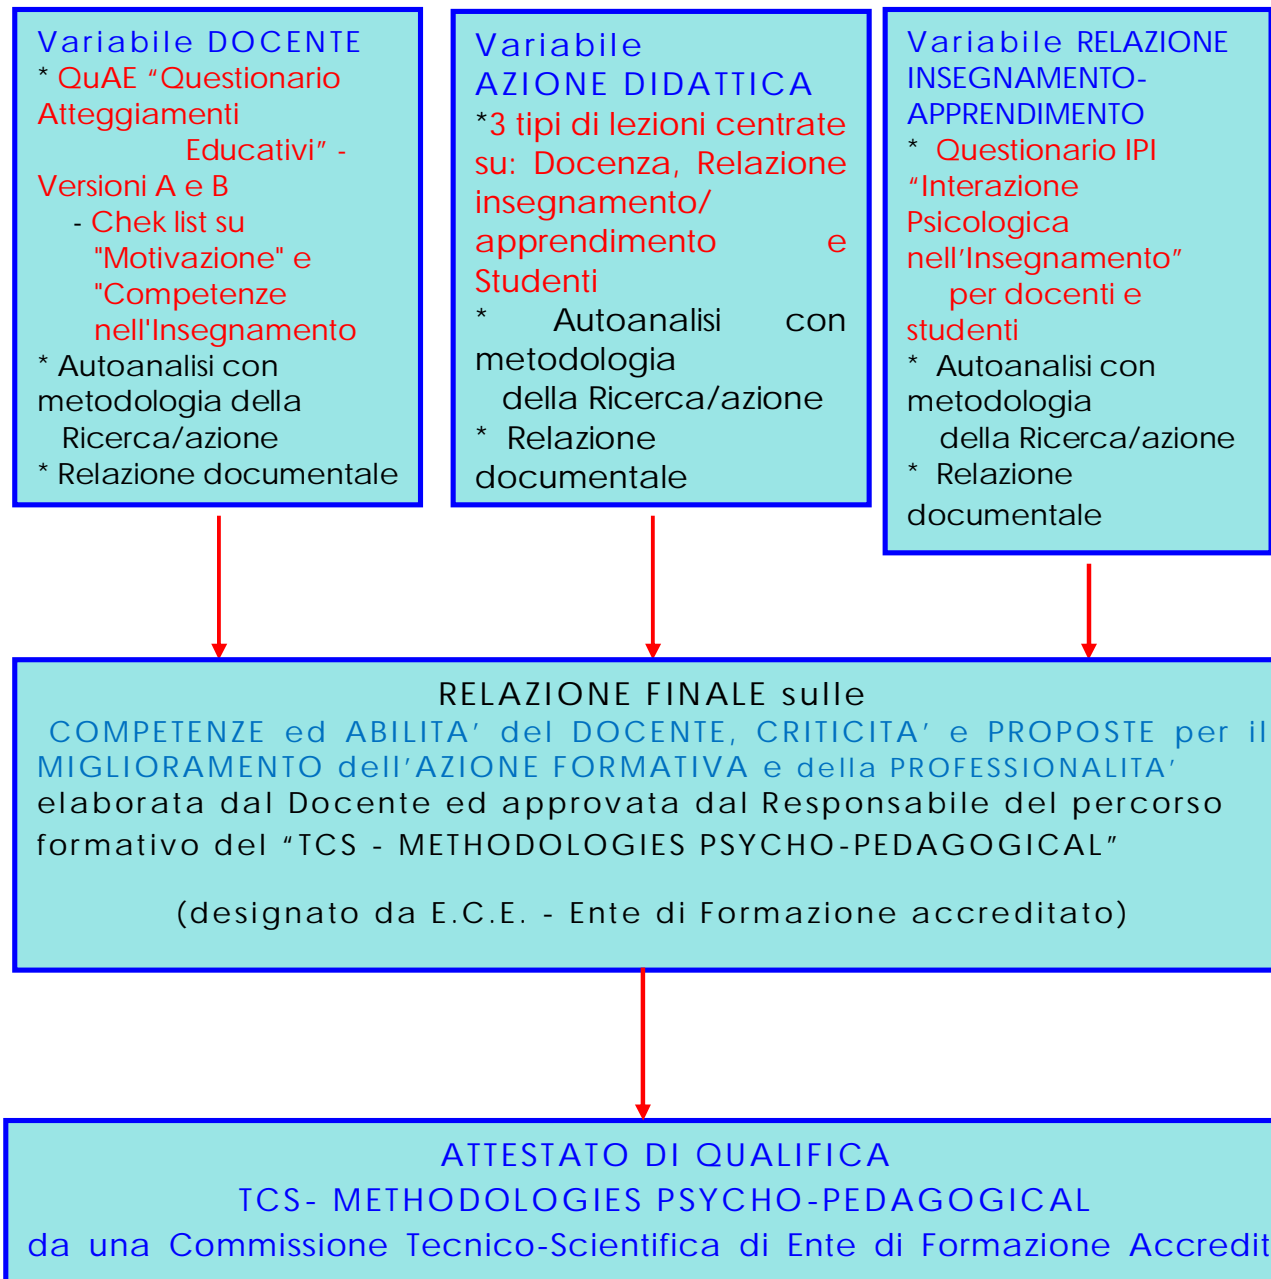 Variabile DOCENTE
* QuAE “Questionario
Atteggiamenti
Educativi” -
Versioni A e B
- Chek list su
"Motivazione" e
"Competenze
nell'Insegnamento
* Autoanalisi con
metodologia della
Ricerca/azione
* Relazione documentale
Variabile
AZIONE DIDATTICA
*3 tipi di lezioni centrate
su: Docenza, Relazione
insegnamento/
apprendimento e
Studenti
* Autoanalisi con
metodologia
della Ricerca/azione
* Relazione
documentale
Variabile RELAZIONE
INSEGNAMENTO-
APPRENDIMENTO
* Questionario IPI
“Interazione
Psicologica
nell’Insegnamento”
per docenti e
studenti
* Autoanalisi con
metodologia
della Ricerca/azione
* Relazione
documentale
RELAZIONE FINALE sulle
COMPETENZE ed ABILITA’ del DOCENTE, CRITICITA’ e PROPOSTE per il
MIGLIORAMENTO dell’AZIONE FORMATIVA e della PROFESSIONALITA’
elaborata dal Docente ed approvata dal Responsabile del percorso
formativo del “TCS - METHODOLOGIES PSYCHO-PEDAGOGICAL”
(designato da E.C.E. - Ente di Formazione accreditato)
ATTESTATO DI QUALIFICA
TCS- METHODOLOGIES PSYCHO-PEDAGOGICAL
da una Commissione Tecnico-Scientifica di Ente di Formazione Accredit